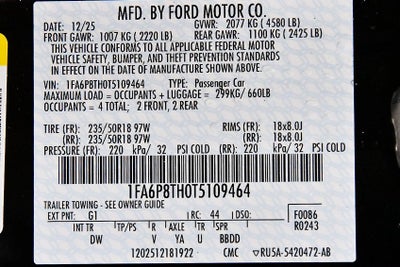 MFD. BY FORD MOTOR CO.
DATE: 12/25 GVWR: 2077 KG ( 4580 LB)
FRONT GAWR: 1007 KG ( 2220 LB) REAR GAWR: 1100 KG ( 2425 LB)
THIS VEHICLE CONFORMS TO ALL APPLICABLE FEDERAL MOTOR
VEHICLE SAFETY, BUMPER, AND THEFT PREVENTION STANDARDS
IN EFFECT ON THE DATE OF MANUFACTURE SHOWN ABOVE.
VIN: 1FA6P8TH0T5109464 TYPE: Passenger Car
MAXIMUM LOAD = OCCUPANTS + LUGGAGE = 299KG/ 660LB
OCCUPANTS = 4 TOTAL; 2 FRONT, 2 REAR
TIRE (FR): 235/50R18 97W RIMS (FR): 18x8.0J
(RR): 235/50R18 97W (RR): 18x8.0J
PRESSURE (FR): 220 kPa/ 32 PSI COLD (RR): 220 kPa/ 32 PSI COLD
1FA6P8TH0T5109464
TRAILER TOWING - SEE OWNER GUIDE
EXT PNT: G1 RC: 44 DSO: F0086
INT TR TP/PS R AXLE TR SPR R0243
DW V YA U BBDD
1202512181922 CMC RU5A-5420472-AB